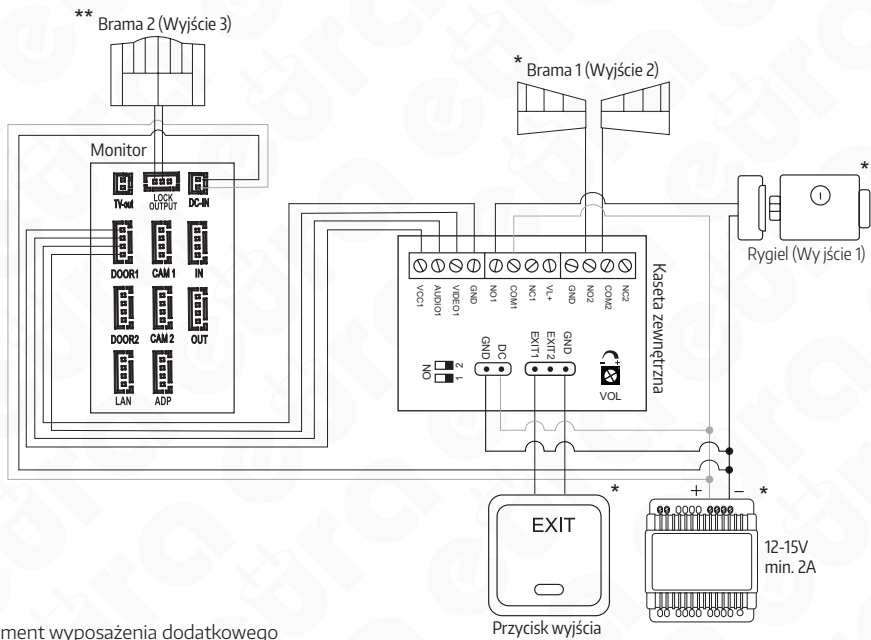 ** Brama 2 (Wyjście 3)
* Brama 1 (Wyjście 2)
Monitor
TV-out
LOCK OUTPUT
DC-IN
DOOR1
CAM 1
IN
DOOR2
CAM 2
OUT
LAN
ADP
*
Rygiel (Wy jście 1)
Kaseta zewnętrzna
VCC1
AUDIO1
VIDEO1
GND
NO1
COM1
NC1
VL+
GND
NO2
COM2
NC2
ON
1 2
GND
DC
EXIT1
EXIT2
GND
- +
VOL
EXIT
*
Przycisk wyjścia
+ -
*
12-15V
min. 2A
ment wyposażenia dodatkowego
eura